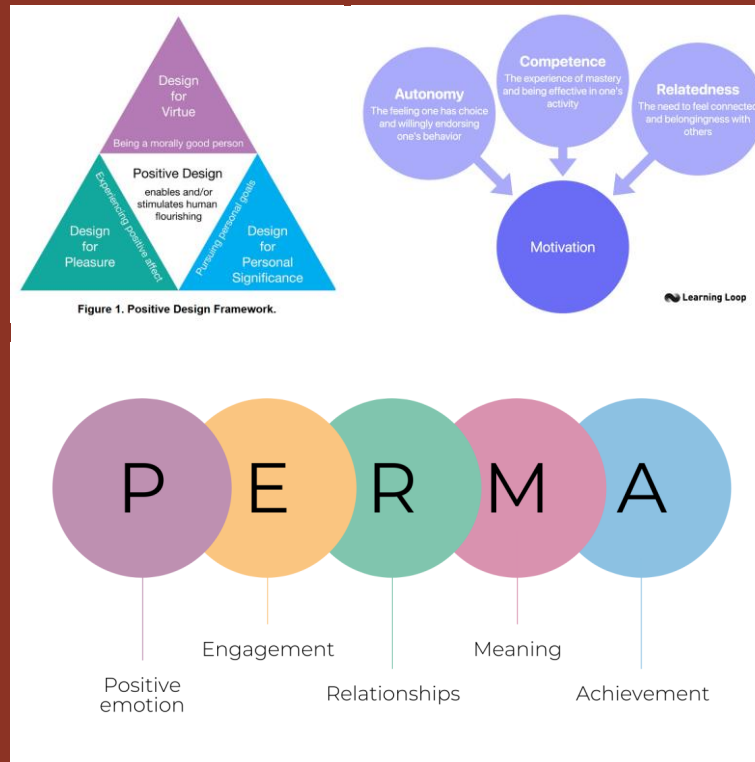 Design
for
Virtue
Being a morally good person
Positive Design
enables and/or
stimulates human
flourishing
Experiencing positive affect
Pursuing personal goals
Design
for
Pleasure
Design
for
Personal
Significance
Figure 1. Positive Design Framework.
Autonomy
The feeling one has choice
and willingly endorsing
one's behavior
Competence
The experience of mastery
and being effective in one's
activity
Relatedness
The need to feel connected
and belongingness with
others
Motivation
Learning Loop
P E R M A
Positive
emotion
Engagement
Relationships
Meaning
Achievement